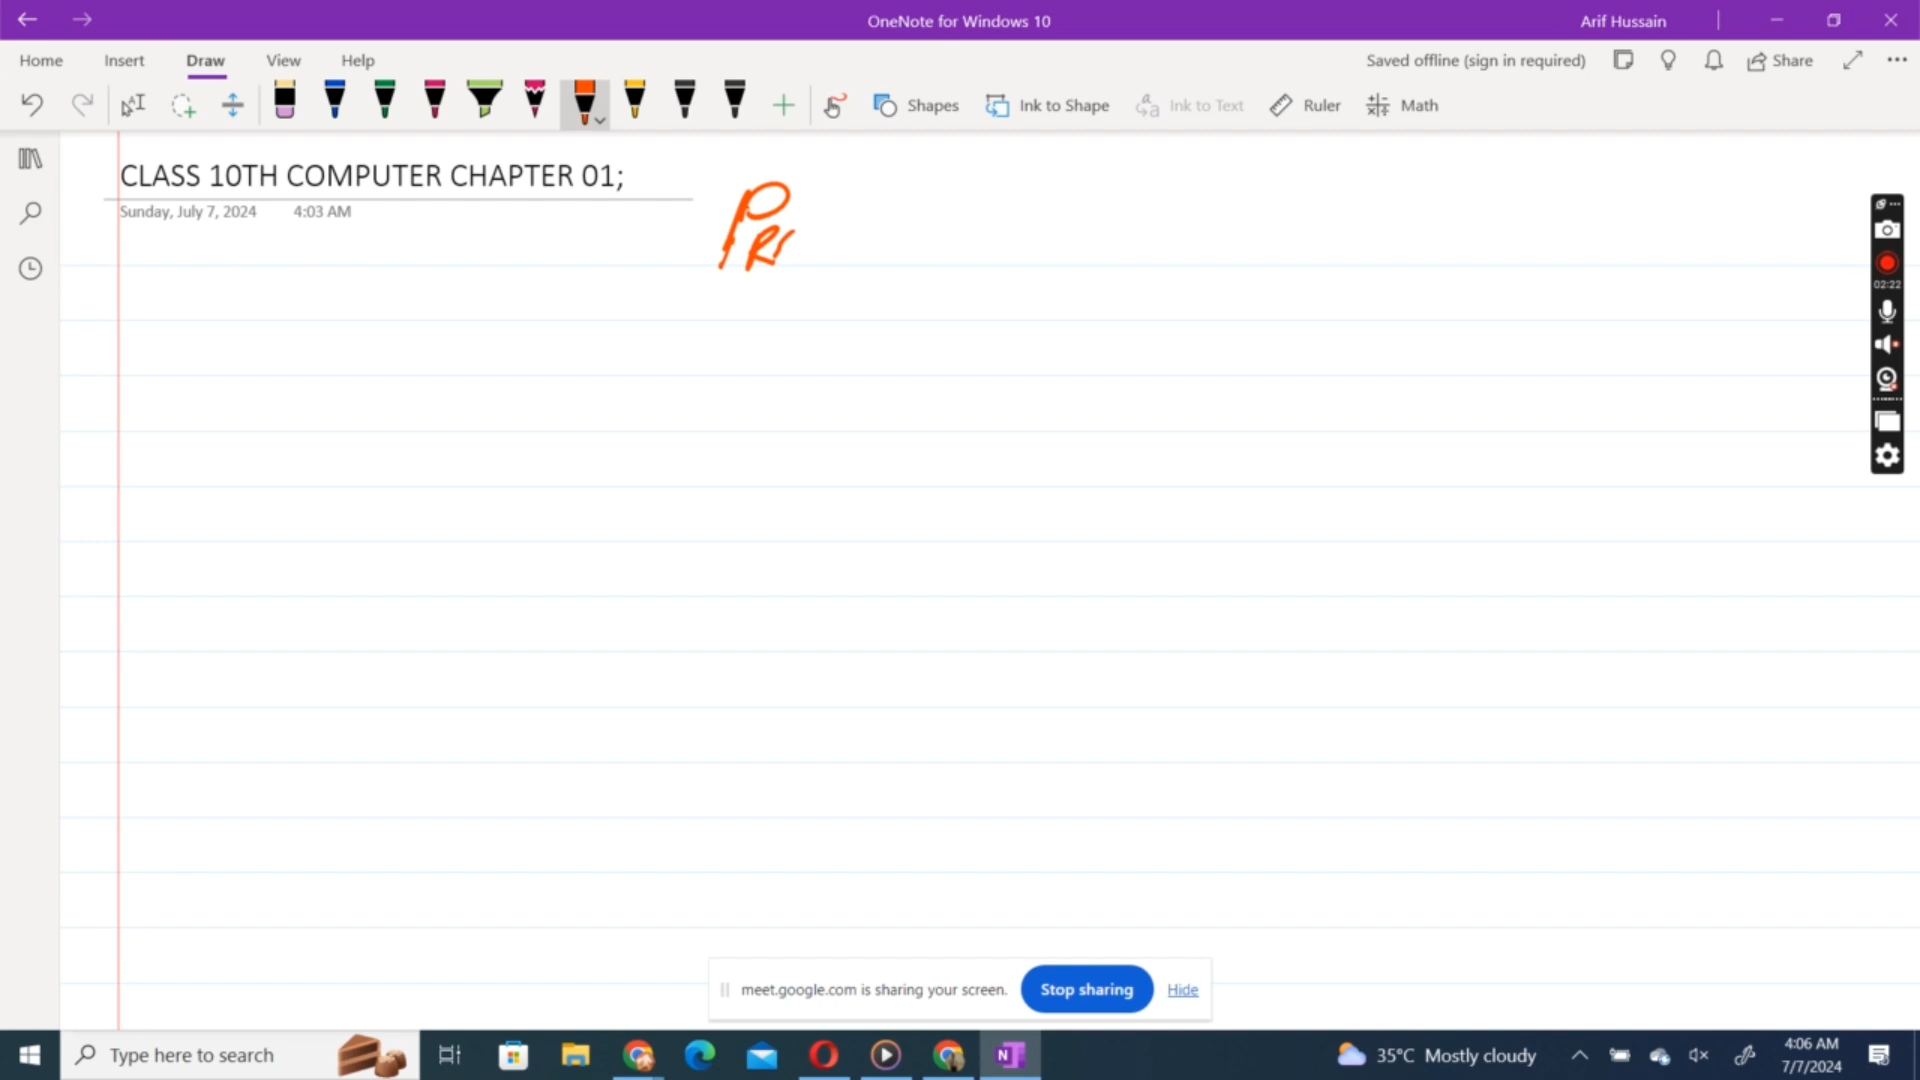 OneNote for Windows 10
Arif Hussain
Home Insert Draw View Help
Saved offline (sign in required)
Share
Shapes
Ink to Shape
Ink to Text
Ruler
Math
CLASS 10TH COMPUTER CHAPTER 01;
Sunday, July 7, 2024 4:03 AM
02:22
meet.google.com is sharing your screen.
Stop sharing
Hide
Type here to search
35°C Mostly cloudy
4:06 AM
7/7/2024